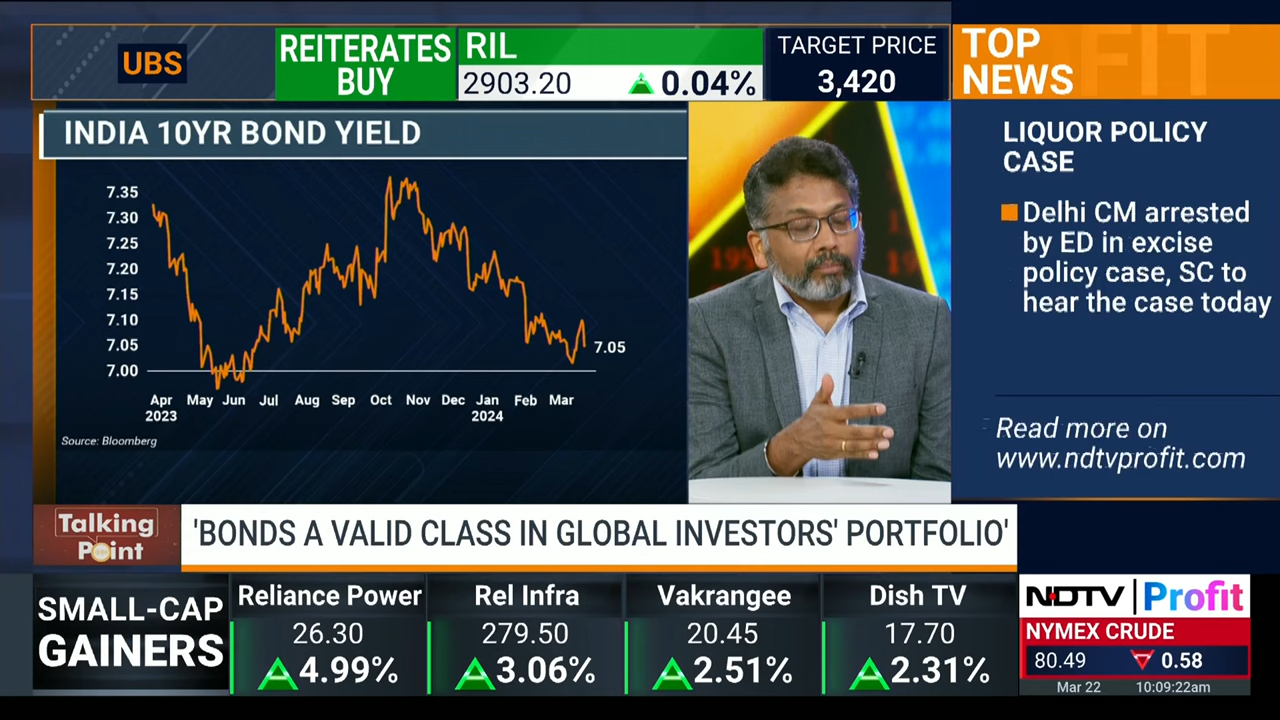 UBS
REITERATES
BUY
RIL
2903.20
0.04%
TARGET PRICE
3,420
TOP
NEWS
INDIA 10YR BOND YIELD
7.35
7.30
7.25
7.20
7.15
7.10
7.05
7.00
7.05
Apr May Jun Jul Aug Sep Oct Nov Dec Jan Feb Mar
2023 2024
Source: Bloomberg
LIQUOR POLICY
CASE
Delhi CM arrested
by ED in excise
policy case, SC to
hear the case today
Read more on
www.ndtvprofit.com
Talking
Point
'BONDS A VALID CLASS IN GLOBAL INVESTORS' PORTFOLIO'
SMALL-CAP
GAINERS
Reliance Power
26.30
4.99%
Rel Infra
279.50
3.06%
Vakrangee
20.45
2.51%
Dish TV
17.70
2.31%
NDTV Profit
NYMEX CRUDE
80.49 0.58
Mar 22 10:09:22am